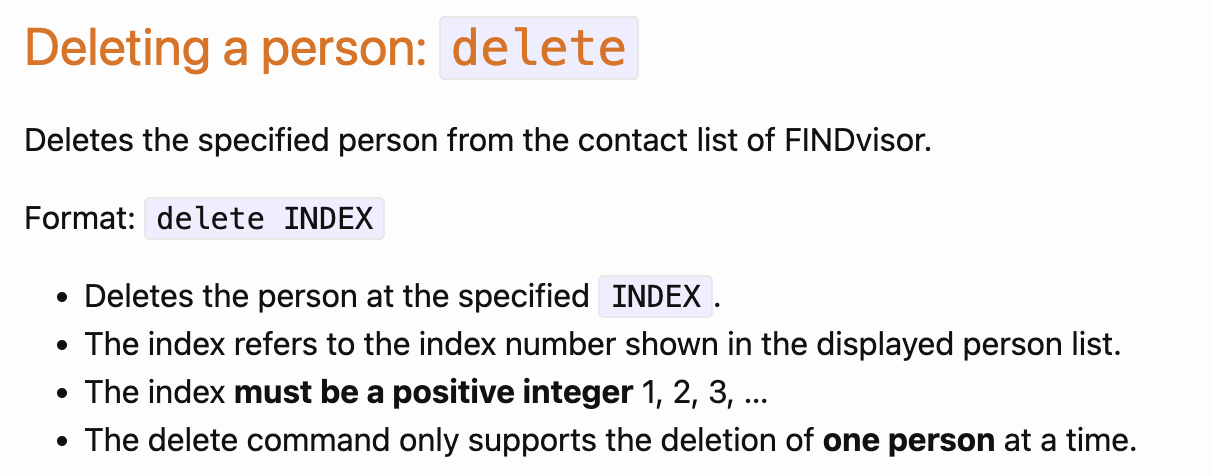 Deleting a person: delete
Deletes the specified person from the contact list of FINDvisor.
Format: delete INDEX
• Deletes the person at the specified INDEX.
• The index refers to the index number shown in the displayed person list.
• The index must be a positive integer 1, 2, 3, …
• The delete command only supports the deletion of one person at a time.